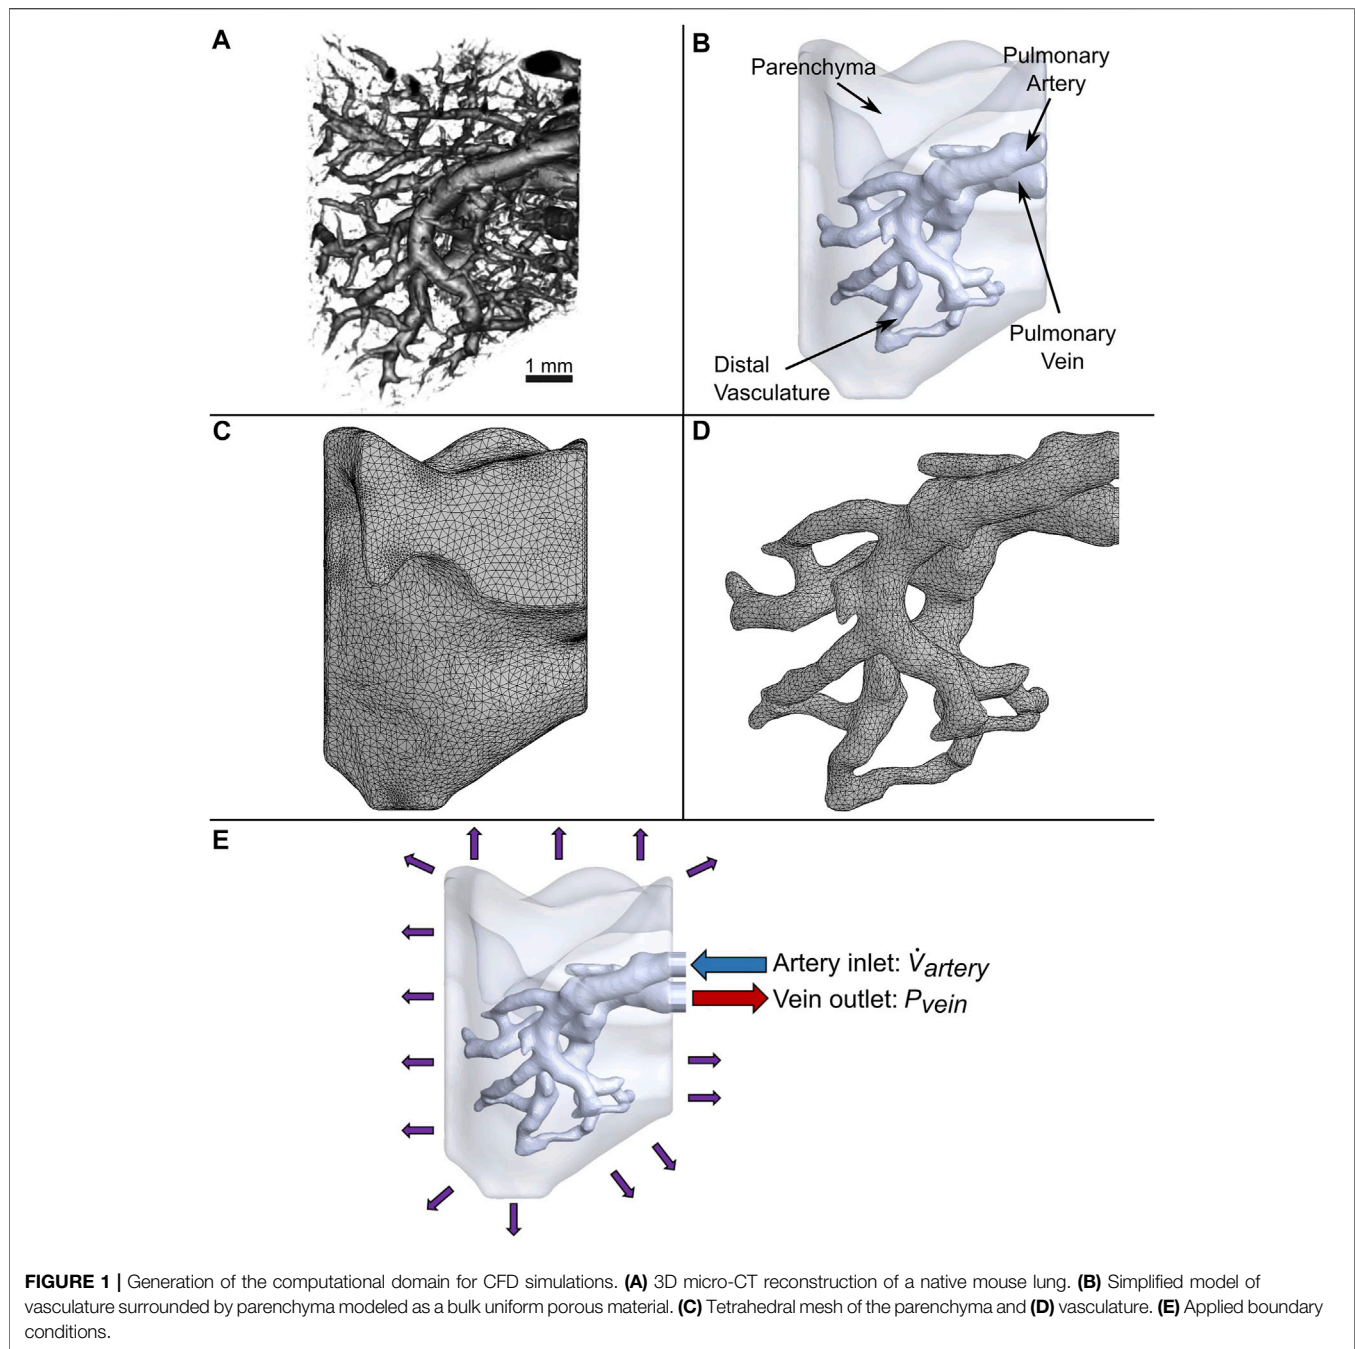 A
B
Parenchyma
Pulmonary
Artery
Pulmonary
Vein
Distal
Vasculature
1 mm
C
D
E
Artery inlet: V̇artery
Vein outlet: Pvein
FIGURE 1 | Generation of the computational domain for CFD simulations. (A) 3D micro-CT reconstruction of a native mouse lung. (B) Simplified model of
vasculature surrounded by parenchyma modeled as a bulk uniform porous material. (C) Tetrahedral mesh of the parenchyma and (D) vasculature. (E) Applied boundary
conditions.